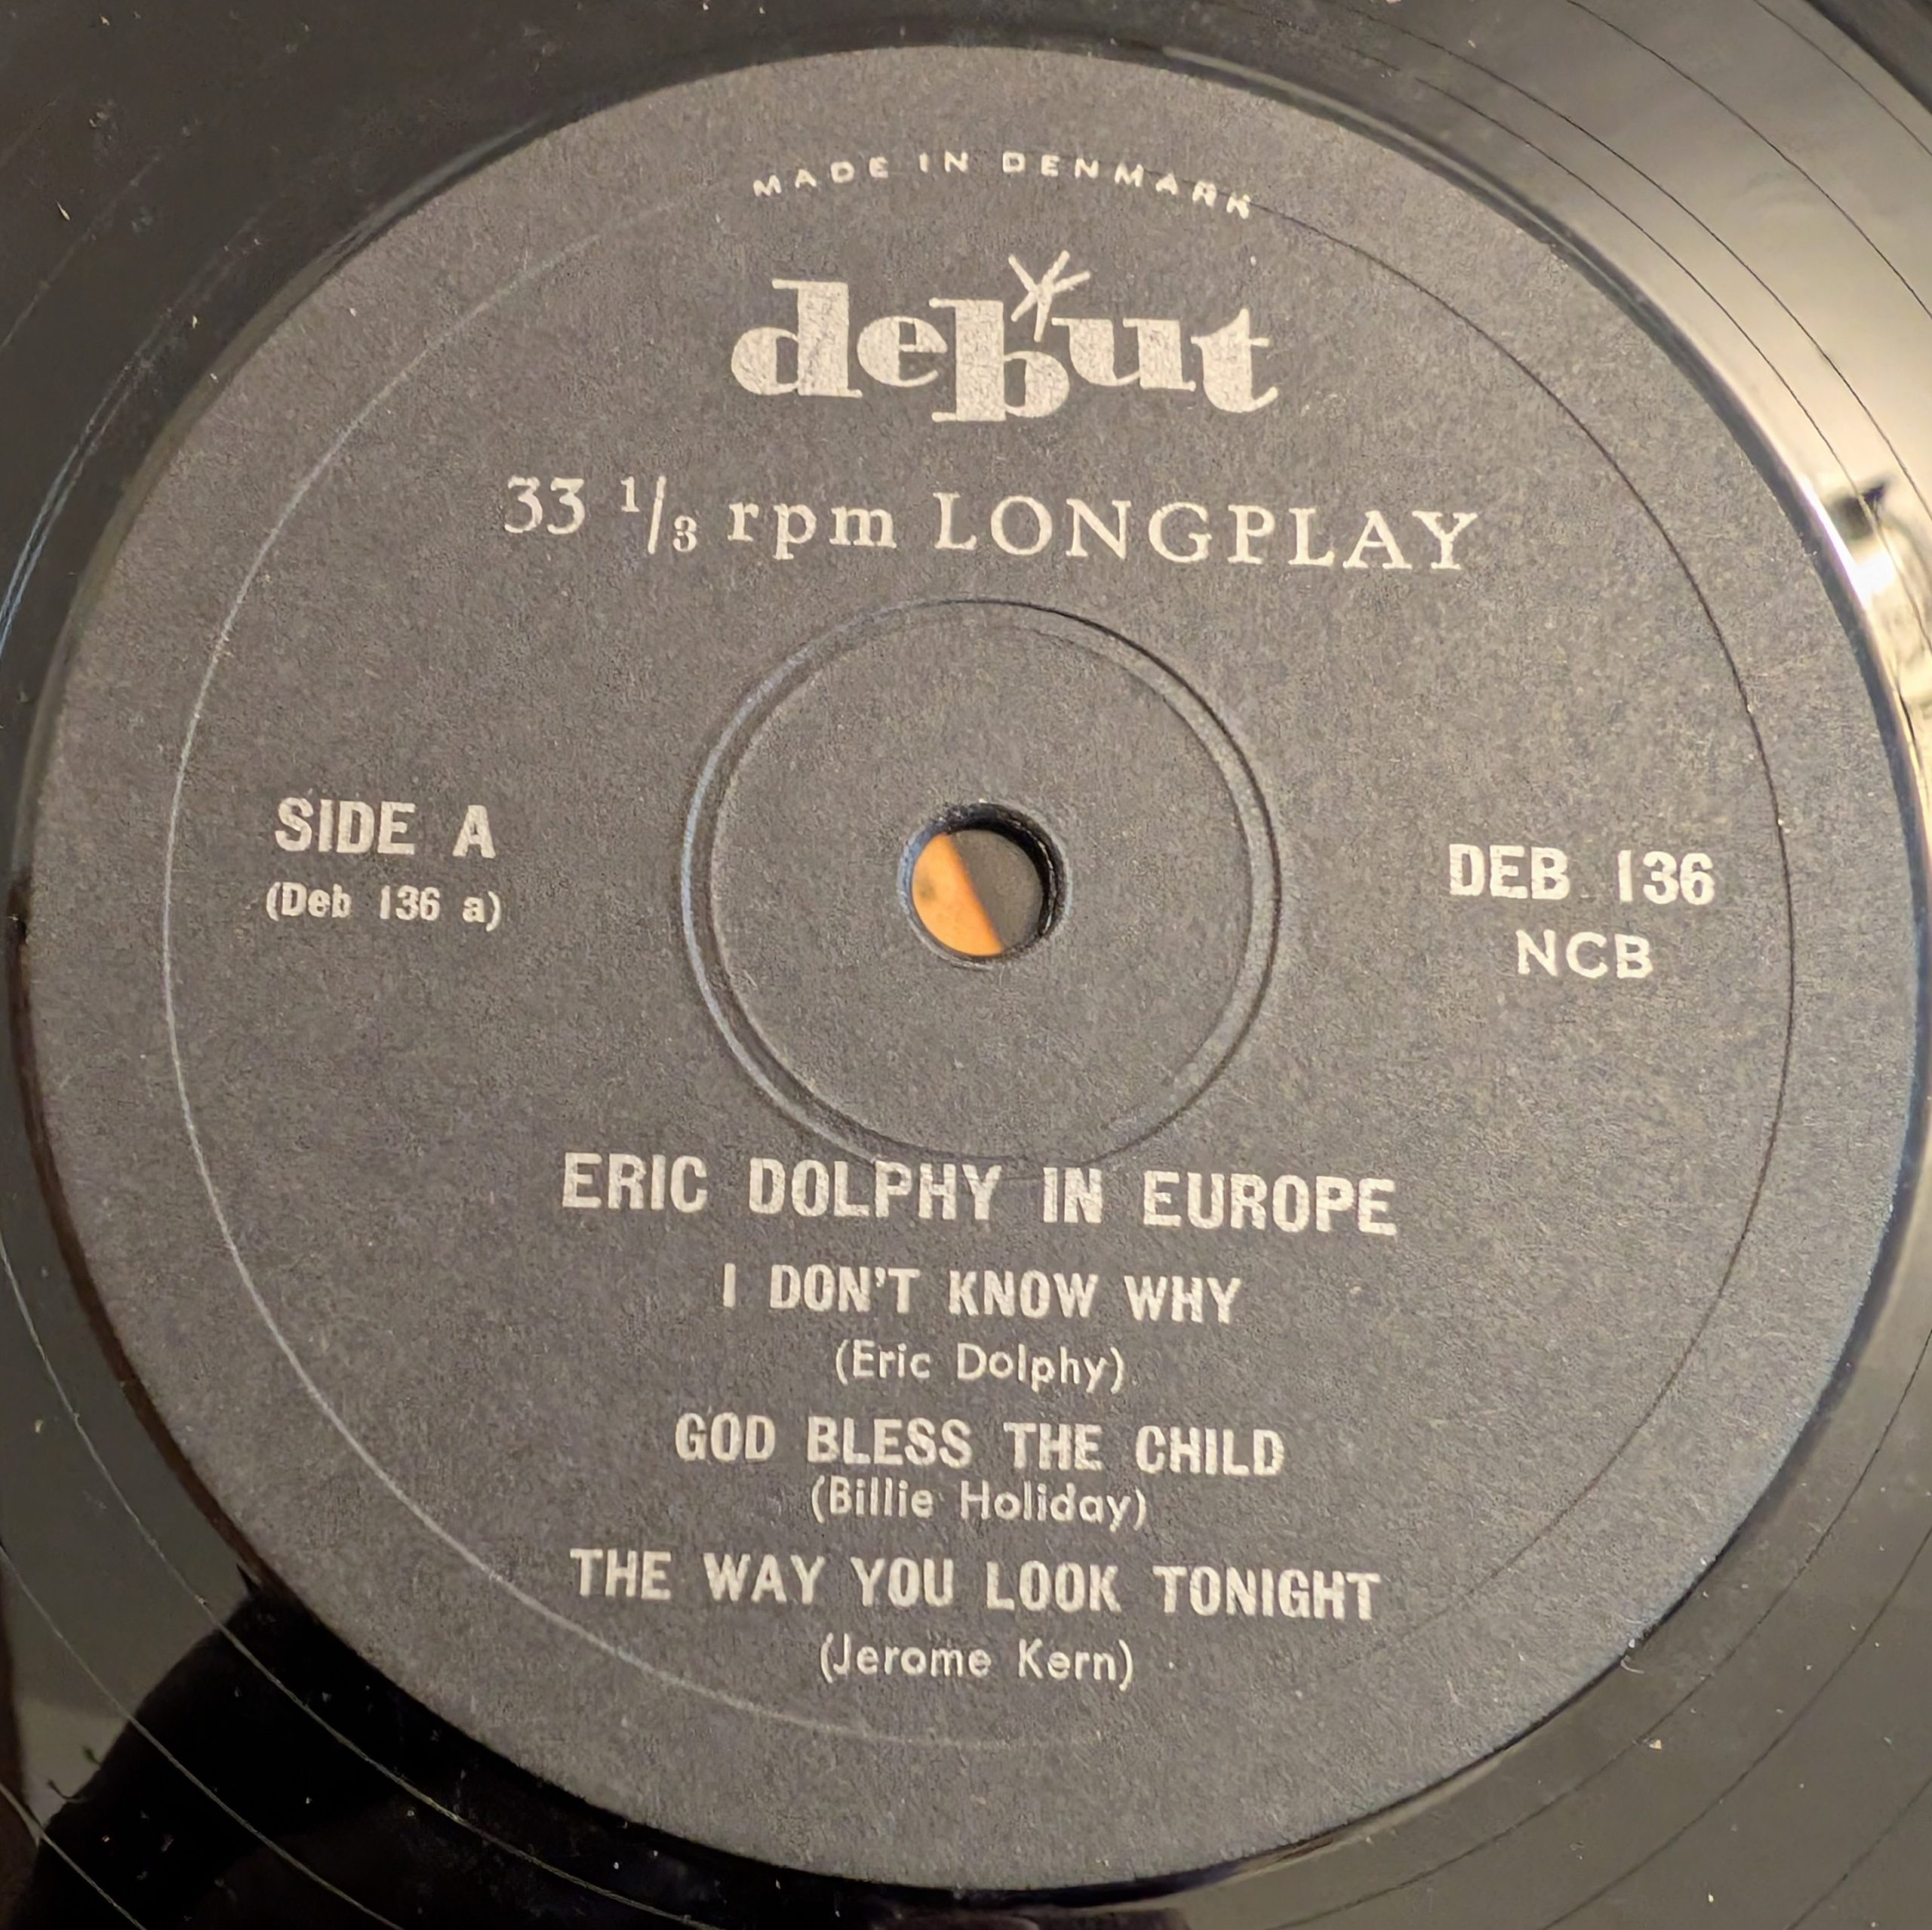 MADE IN DENMARK
debut
33 1/3 rpm LONGPLAY
SIDE A
(Deb 136 a)
DEB 136
NCB
ERIC DOLPHY IN EUROPE
I DON'T KNOW WHY
(Eric Dolphy)
GOD BLESS THE CHILD
(Billie Holiday)
THE WAY YOU LOOK TONIGHT
(Jerome Kern)